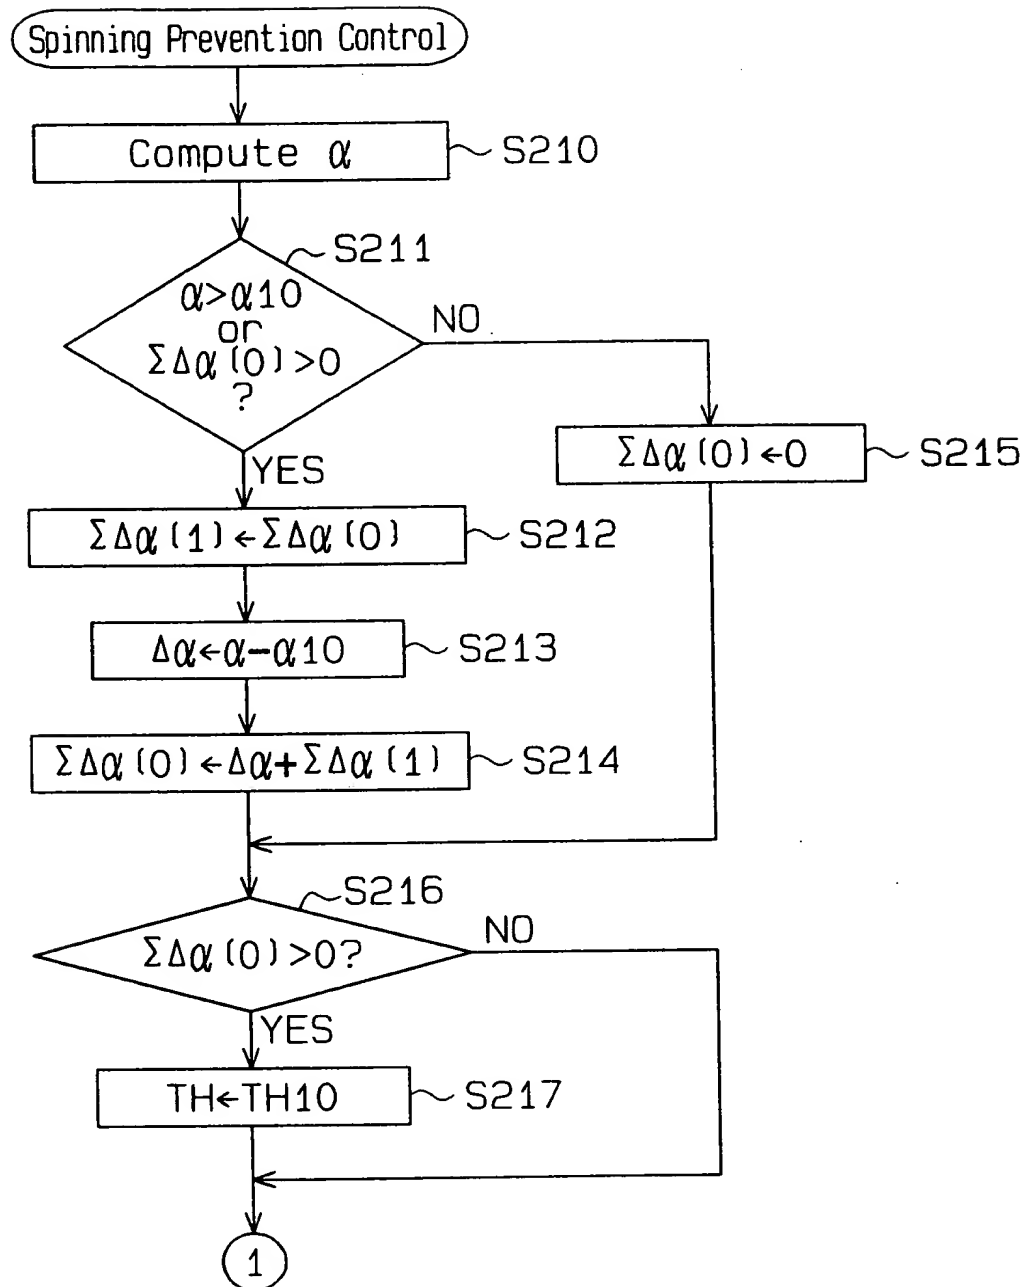 Spinning Prevention Control
Compute α
S210
S211
α>α10
or
ΣΔα(0)>0
?
NO
YES
ΣΔα(0)←0
S215
ΣΔα(1)←ΣΔα(0)
S212
Δα←α-α10
S213
ΣΔα(0)←Δα+ΣΔα(1)
S214
S216
ΣΔα(0)>0?
NO
YES
TH←TH10
S217
1